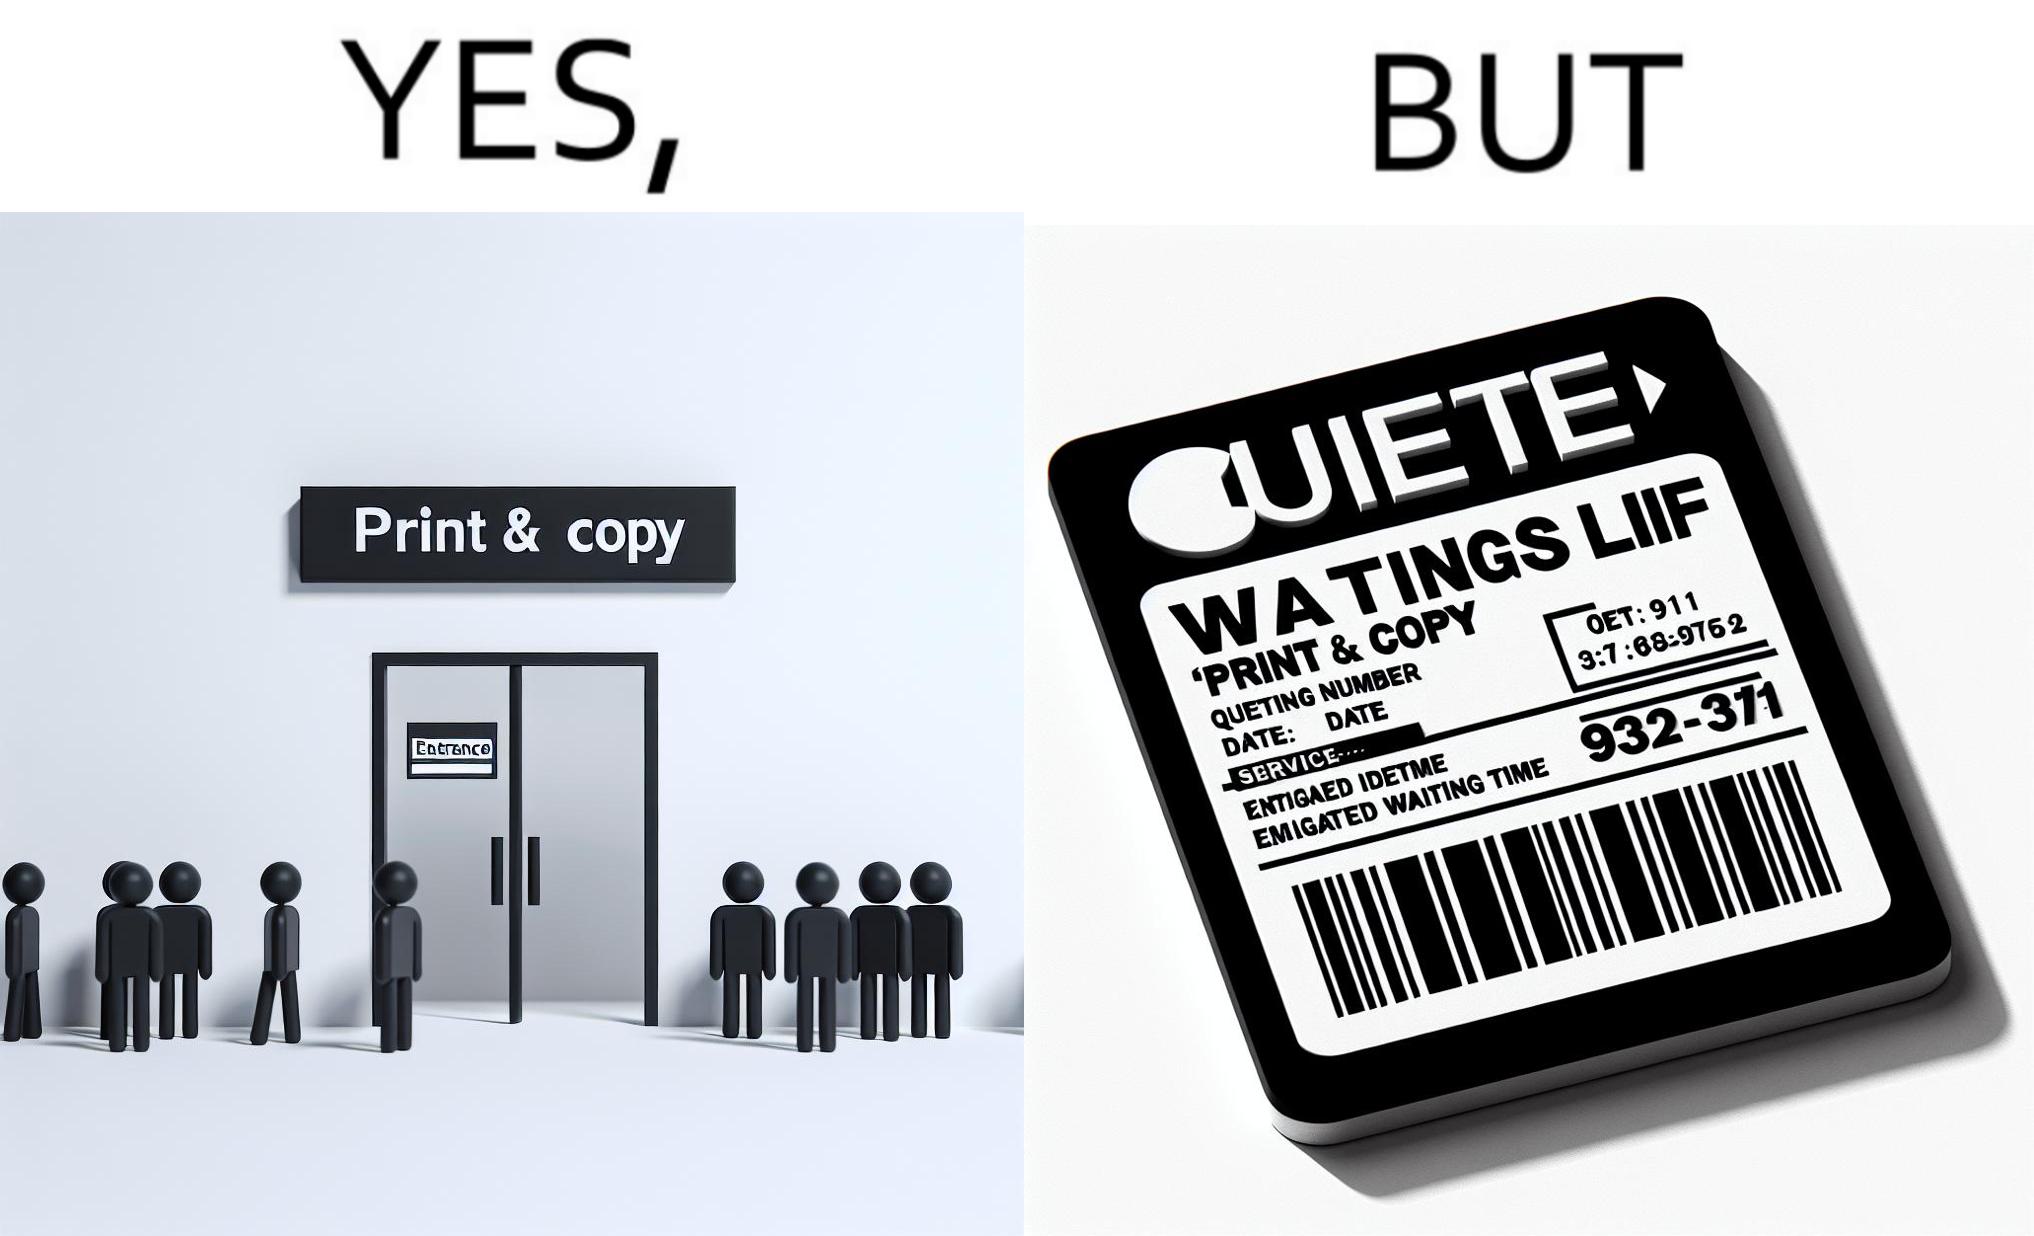 YES,
BUT
Print & copy
Entrance
UIETE
WATINGS LIIF
'PRINT & COPY
QUETING NUMBER
DATE: DATE
SERVICE-...
ENTIGAED IDETME
EMIGATED WAITING TIME
OET: 911
3:7:68-9762
932-371